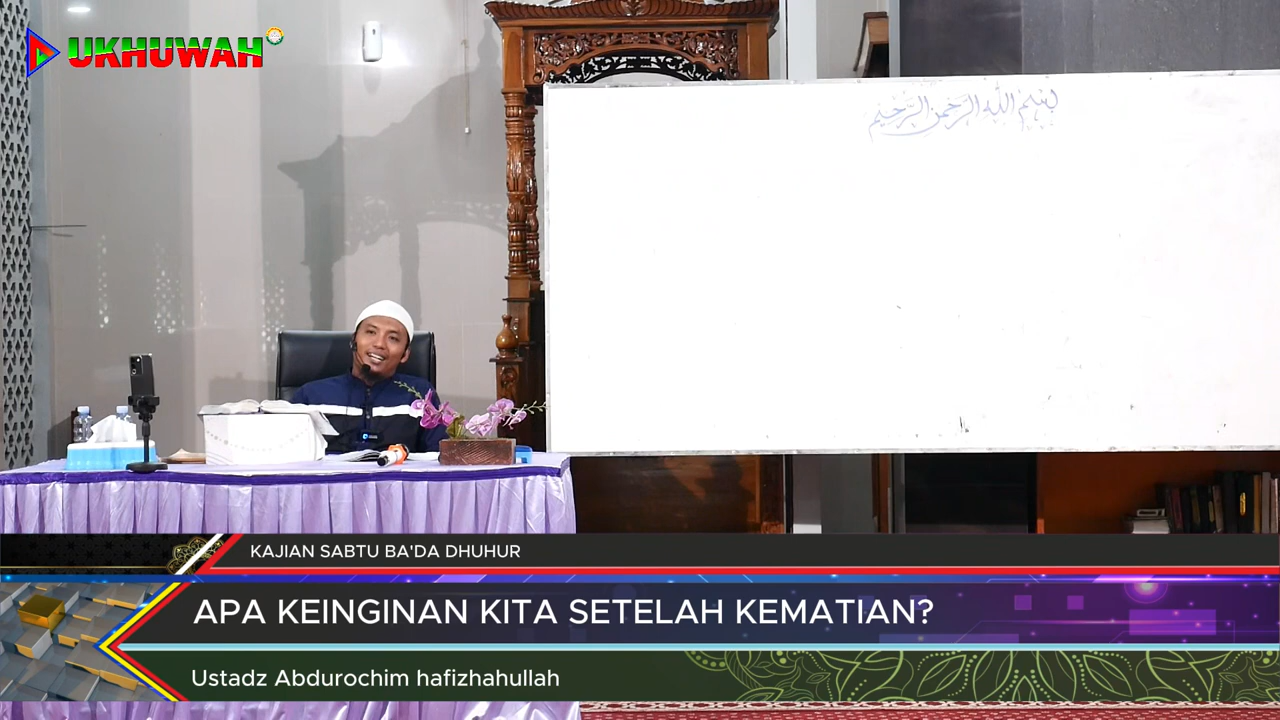 UKHUWAH
بسم الله الرحمن الرحيم
KAJIAN SABTU BA'DA DHUHUR
APA KEINGINAN KITA SETELAH KEMATIAN?
Ustadz Abdurochim hafizhahullah